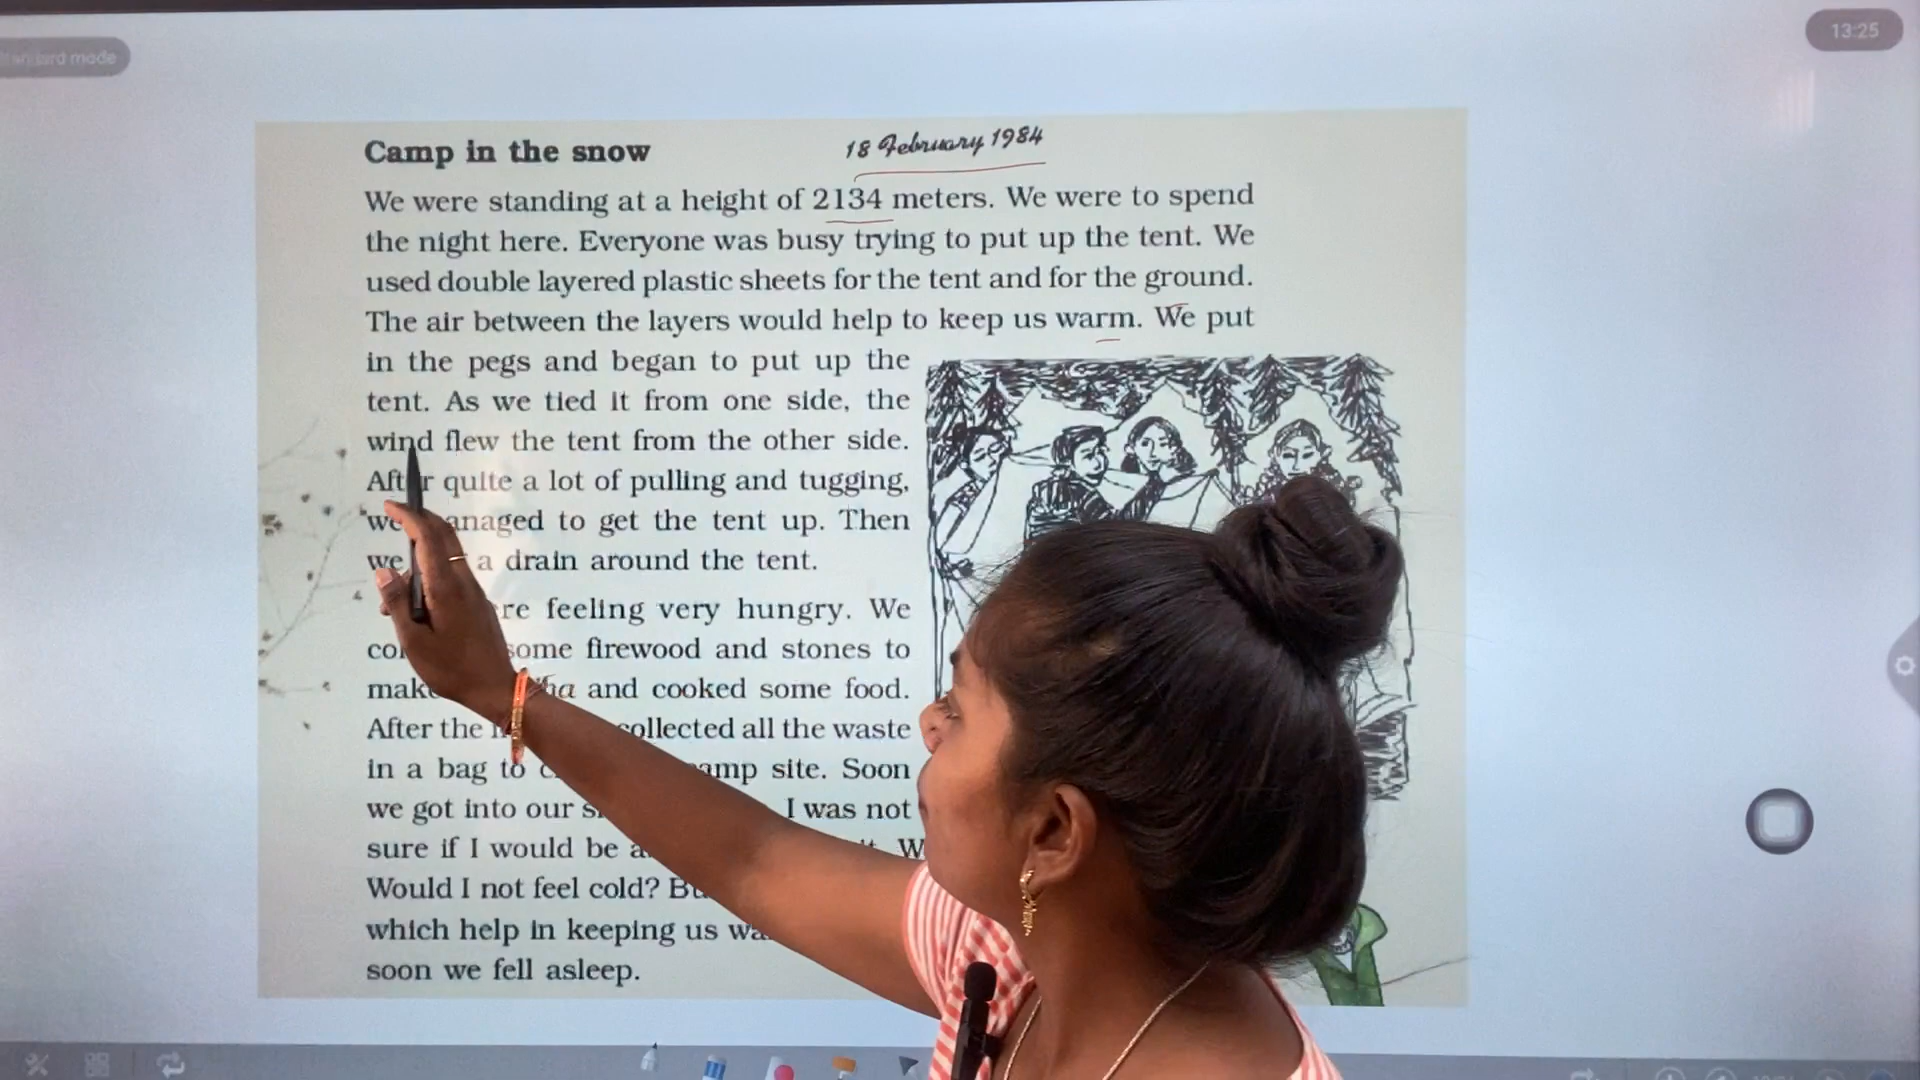 13:25
mode
Camp in the snow
18 February 1984
We were standing at a height of 2134 meters. We were to spend
the night here. Everyone was busy trying to put up the tent. We
used double layered plastic sheets for the tent and for the ground.
The air between the layers would help to keep us warm. We put
in the pegs and began to put up the
tent. As we tied it from one side, the
wind flew the tent from the other side.
After quite a lot of pulling and tugging,
we managed to get the tent up. Then
we a drain around the tent.
feeling very hungry. We
some firewood and stones to
and cooked some food.
After the collected all the waste
in a bag to site. Soon
we got into our I was not
sure if I would be
Would I not feel cold?
which help in keeping us
soon we fell asleep.